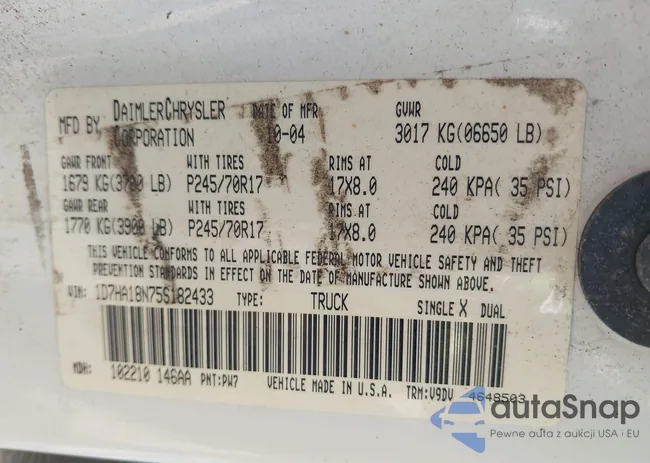 MFD BY DAIMLERCHRYSLER CORPORATION DATE OF MFR 10-04 GVWR 3017 KG(06650 LB)
GAWR FRONT WITH TIRES RIMS AT COLD
1679 KG(3700 LB) P245/70R17 17X8.0 240 KPA( 35 PSI)
GAWR REAR WITH TIRES RIMS AT COLD
1770 KG(3900 LB) P245/70R17 17X8.0 240 KPA( 35 PSI)
THIS VEHICLE CONFORMS TO ALL APPLICABLE FEDERAL MOTOR VEHICLE SAFETY AND THEFT
PREVENTION STANDARDS IN EFFECT ON THE DATE OF MANUFACTURE SHOWN ABOVE.
VIN: 1D7HA18N75S182433 TYPE: TRUCK SINGLE X DUAL
MDH: 102210 146AA PNT:PW7 VEHICLE MADE IN U.S.A. TRM:V9DV 4648503
autaSnap
Pewne auta z aukcji USA i EU